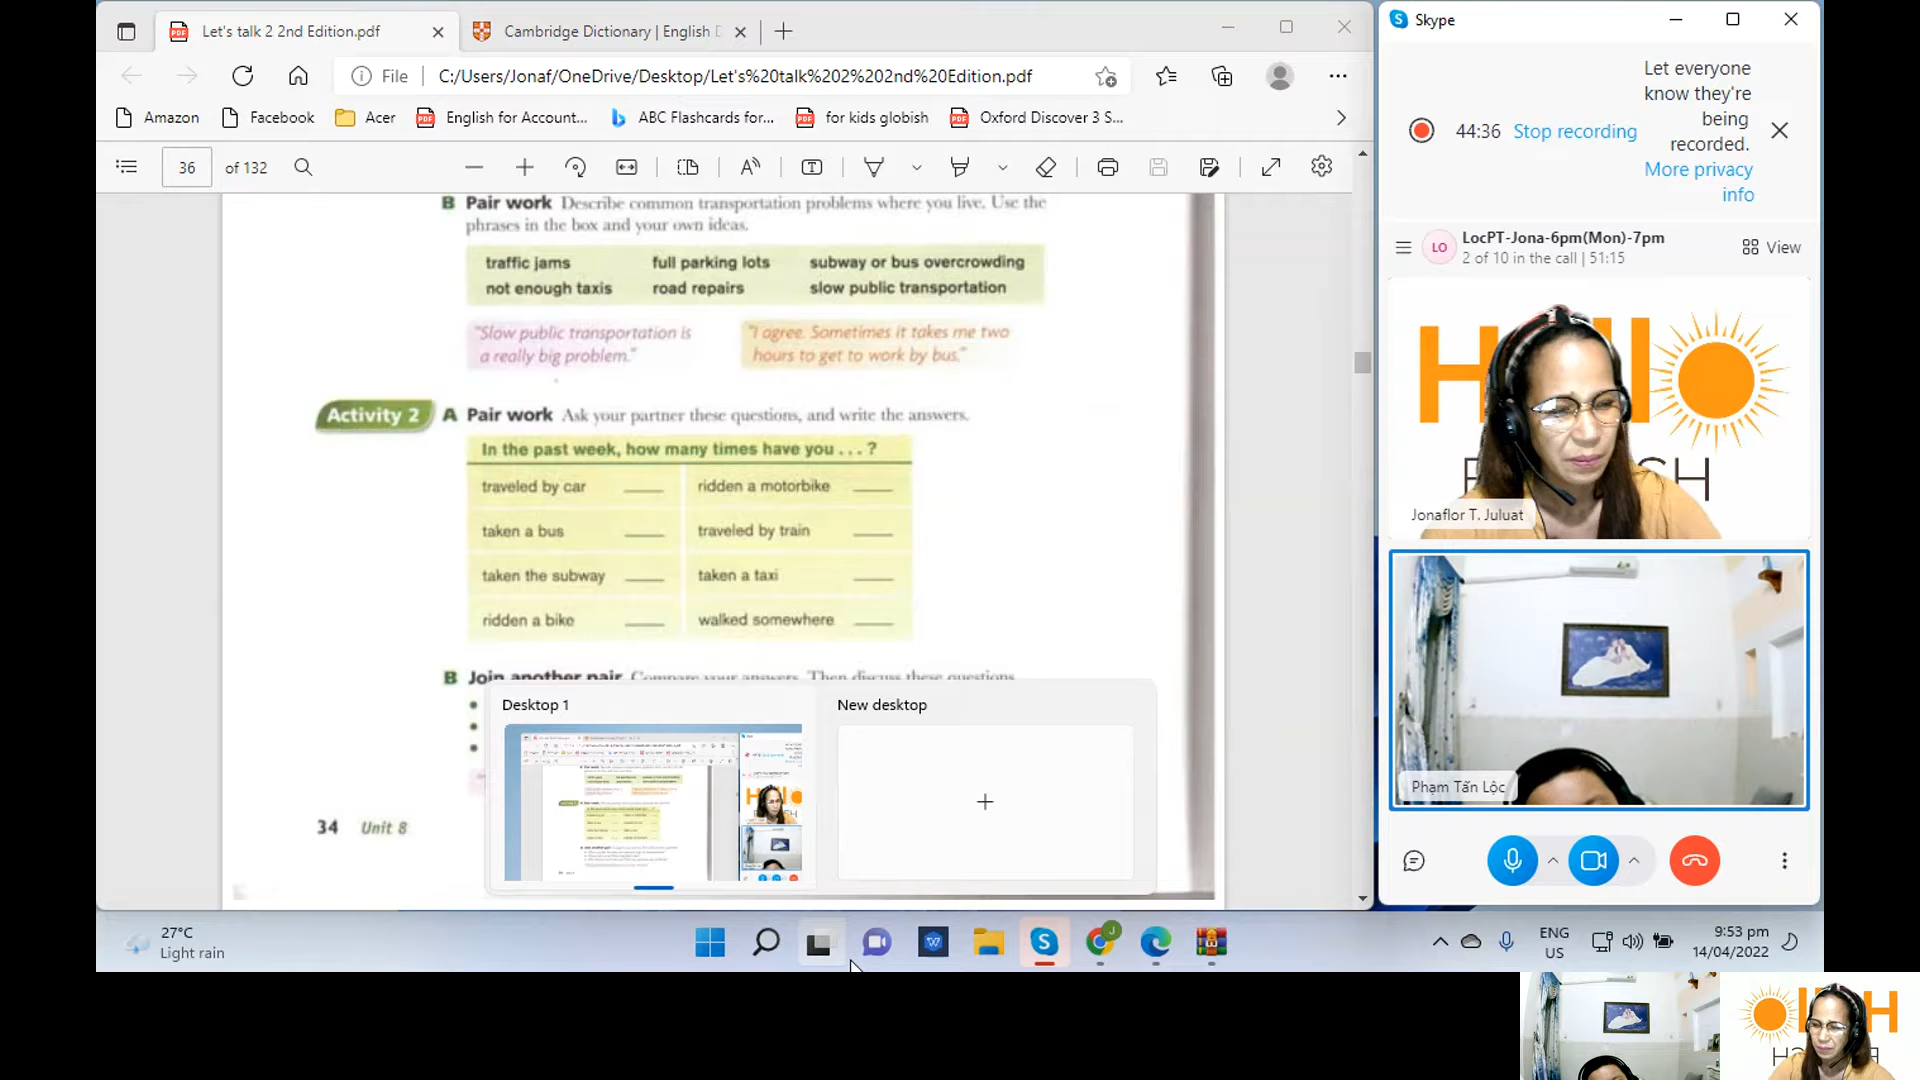 Let's talk 2 2nd Edition.pdf
Cambridge Dictionary | English D
File
C:/Users/Jonaf/OneDrive/Desktop/Let's%20talk%202%202nd%20Edition.pdf
Amazon
Facebook
Acer
English for Account...
ABC Flashcards for...
for kids globish
Oxford Discover 3 S...
36
of 132
B Pair work Describe common transportation problems where you live. Use the
phrases in the box and your own ideas.
traffic jams full parking lots subway or bus overcrowding
not enough taxis road repairs slow public transportation
"Slow public transportation is
a really big problem."
"I agree. Sometimes it takes me two
hours to get to work by bus."
Activity 2 A Pair work Ask your partner these questions, and write the answers.
In the past week, how many times have you . . . ?
traveled by car ridden a motorbike
taken a bus traveled by train
taken the subway taken a taxi
ridden a bike walked somewhere
B Join another pair Compare your answers. Then discuss these questions.
34 Unit 8
Desktop 1
New desktop
Skype
44:36
Stop recording
Let everyone
know they're
being
recorded.
More privacy
info
LO
LocPT-Jona-6pm(Mon)-7pm
2 of 10 in the call | 51:15
View
Jonaflor T. Juluat
Phạm Tấn Lộc
27°C
Light rain
ENG
US
9:53 pm
14/04/2022